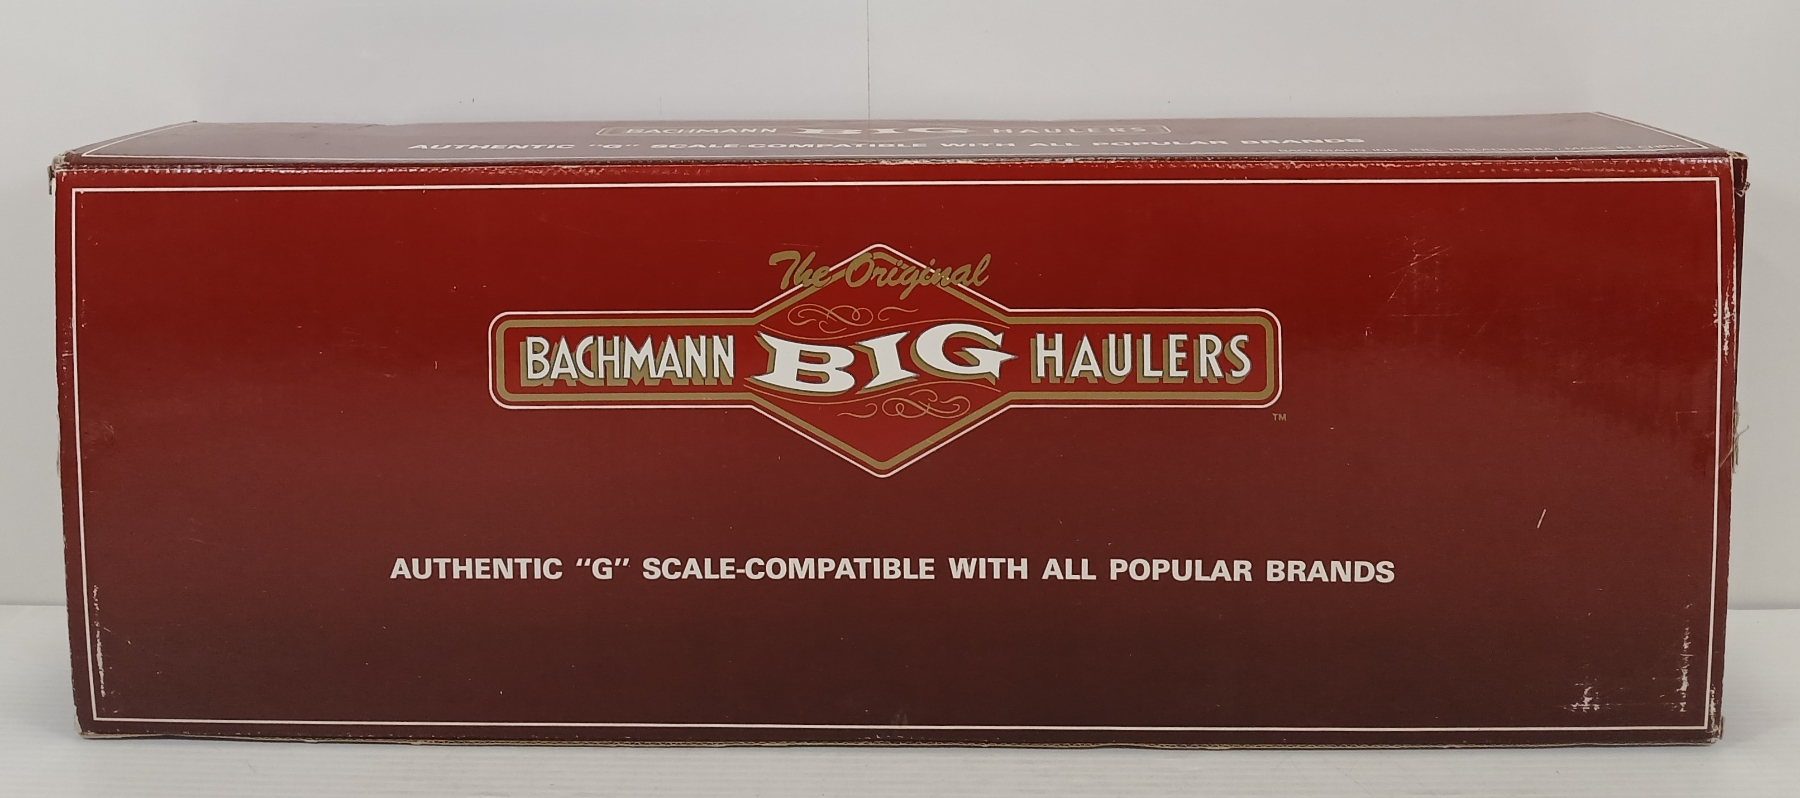 BACHMANN BIG HAULERS
AUTHENTIC "G" SCALE-COMPATIBLE WITH ALL POPULAR BRANDS
The Original
BACHMANN BIG HAULERS
TM
AUTHENTIC "G" SCALE-COMPATIBLE WITH ALL POPULAR BRANDS